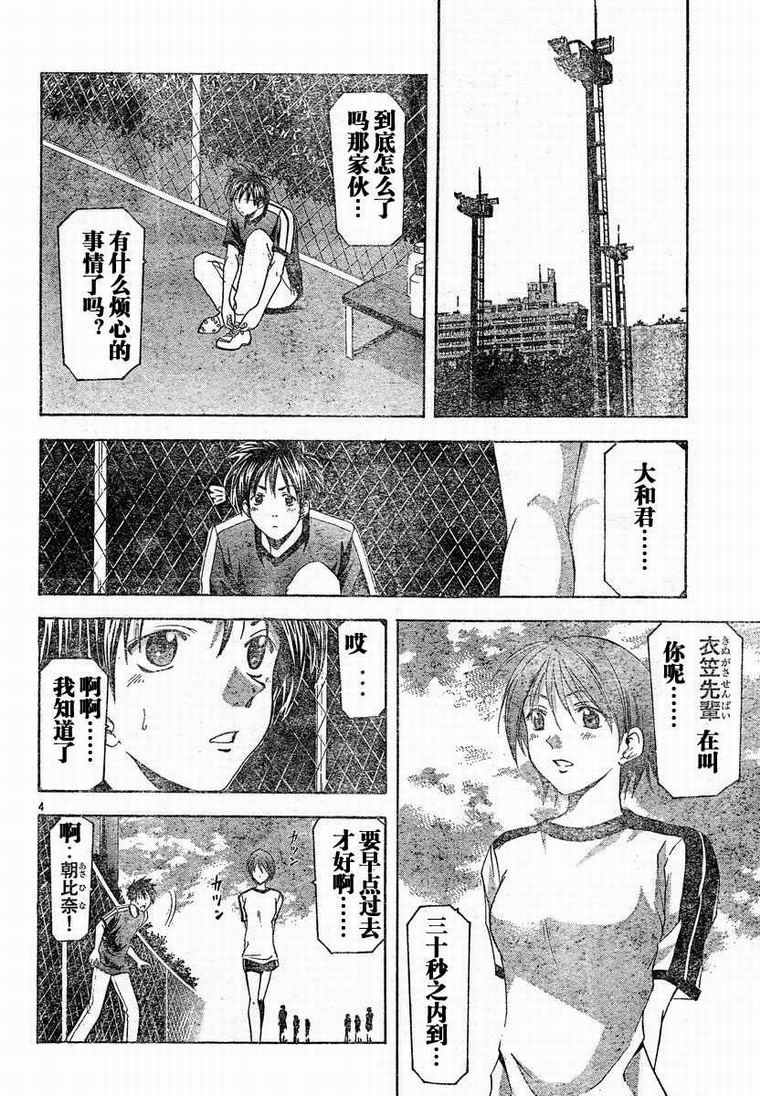 到底怎么了
吗那家伙…
有什么烦心的
事情了吗？
大和君……
きぬがさせんぱい
衣笠先輩在叫
你呢……
三十秒之内到…
哎・・
啊啊……
我知道了
要早点过去
才好啊……
カツン
カツン
あさひな
啊・・朝比奈！
4